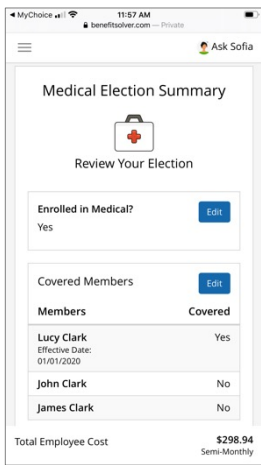 MyChoice 11:57 AM
benefitsolver.com — Private
Ask Sofia
Medical Election Summary
Review Your Election
Enrolled in Medical? Edit
Yes
Covered Members Edit
Members Covered
Lucy Clark Yes
Effective Date:
01/01/2020
John Clark No
James Clark No
Total Employee Cost $298.94
Semi-Monthly